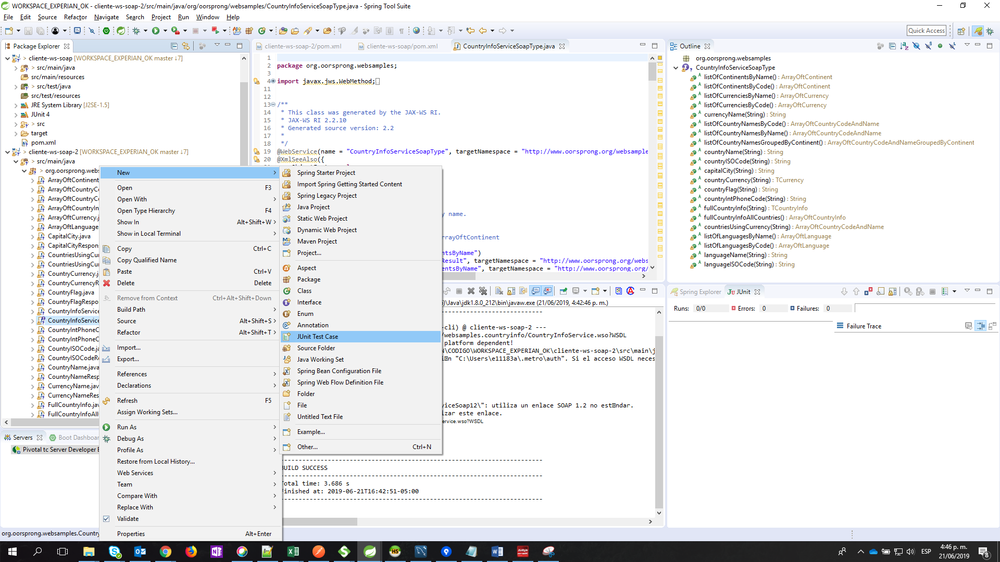 WORKSPACE_EXPERIAN_OK - cliente-ws-soap-2/src/main/java/org/oorsprong/websamples/CountryInfoServiceSoapType.java - Spring Tool Suite
File Edit Source Refactor Navigate Search Project Run Window Help
Quick Access
Package Explorer
> cliente-ws-soap [WORKSPACE_EXPERIAN_OK master ↓7]
> src/main/java
src/main/resources
> src/test/java
src/test/resources
JRE System Library [J2SE-1.5]
JUnit 4
> src
target
pom.xml
> cliente-ws-soap-2 [WORKSPACE_EXPERIAN_OK master ↓7]
> src/main/java
> org.oorsprong.webs
ArrayOftContinent
ArrayOftCountryCo
ArrayOftCountryCo
ArrayOftCountryIn
ArrayOftCurrency.j
ArrayOftLanguage
CapitalCity.java
CapitalCityRespon
CountriesUsingCur
CountriesUsingCur
CountryCurrency.j
CountryCurrencyR
CountryFlag.java
CountryFlagRespo
CountryInfoService
CountryInfoService
CountryIntPhoneC
CountryIntPhoneC
CountryISOCode.ja
CountryISOCodeRe
CountryName.java
CountryNameResp
CurrencyName.jav
CurrencyNameRes
FullCountryInfo.jav
FullCountryInfoAll
Servers
Boot Dashboar
Pivotal tc Server Developer E
org.oorsprong.websamples.Country
New
Open F3
Open With
Open Type Hierarchy F4
Show In Alt+Shift+W
Show in Local Terminal
Copy Ctrl+C
Copy Qualified Name
Paste Ctrl+V
Delete Delete
Remove from Context Ctrl+Alt+Shift+Down
Build Path
Source Alt+Shift+S
Refactor Alt+Shift+T
Import...
Export...
References
Declarations
Refresh F5
Assign Working Sets...
Run As
Debug As
Profile As
Restore from Local History...
Web Services
Team
Compare With
Replace With
Validate
Properties Alt+Enter
Spring Starter Project
Import Spring Getting Started Content
Spring Legacy Project
Java Project
Static Web Project
Dynamic Web Project
Maven Project
Project...
Aspect
Package
Class
Interface
Enum
Annotation
JUnit Test Case
Source Folder
Java Working Set
Spring Bean Configuration File
Spring Web Flow Definition File
Folder
File
Untitled Text File
Example...
Other... Ctrl+N
cliente-ws-soap-2/pom.xml
cliente-ws-soap/pom.xml
CountryInfoServiceSoapType.java
1
2 package org.oorsprong.websamples;
3
4 import javax.jws.WebMethod;
11
12
13 /**
14 * This class was generated by the JAX-WS RI.
15 * JAX-WS RI 2.2.10
16 * Generated source version: 2.2
17 *
18 */
19 @WebService(name = "CountryInfoServiceSoapType", targetNamespace = "http://www.oorsprong.org/websample
20 @XmlSeeAlso({
y name.
rrayOftContinent
ntsByName")
Result", targetNamespace = "http://www.oorsprong.org/webs
ntsByName", targetNamespace = "http://www.oorsprong.org/
)\Java\jdk1.8.0_212\bin\javaw.exe (21/06/2019, 4:42:46 p. m.)
-cli) @ cliente-ws-soap-2 ---
/websamples.countryinfo/CountryInfoService.wso?WSDL
platform dependent!
N\CODIGO\WORKSPACE_EXPERIAN_OK\cliente-ws-soap-2\src\main\j
"C:\Users\e11183a\.metro\auth". Si el acceso WSDL neces
viceSoap12\": utiliza un enlace SOAP 1.2 no est�ndar.
izar este enlace.
ervice.wso?WSDL
BUILD SUCCESS
Total time: 3.686 s
Finished at: 2019-06-21T16:42:51-05:00
Outline
org.oorsprong.websamples
CountryInfoServiceSoapType
listOfContinentsByName() : ArrayOftContinent
listOfContinentsByCode() : ArrayOftContinent
listOfCurrenciesByName() : ArrayOftCurrency
listOfCurrenciesByCode() : ArrayOftCurrency
currencyName(String) : String
listOfCountryNamesByCode() : ArrayOftCountryCodeAndName
listOfCountryNamesByName() : ArrayOftCountryCodeAndName
listOfCountryNamesGroupedByContinent() : ArrayOftCountryCodeAndNameGroupedByContinent
countryName(String) : String
countryISOCode(String) : String
capitalCity(String) : String
countryCurrency(String) : TCurrency
countryFlag(String) : String
countryIntPhoneCode(String) : String
fullCountryInfo(String) : TCountryInfo
fullCountryInfoAllCountries() : ArrayOftCountryInfo
countriesUsingCurrency(String) : ArrayOftCountryCodeAndName
listOfLanguagesByName() : ArrayOftLanguage
listOfLanguagesByCode() : ArrayOftLanguage
languageName(String) : String
languageISOCode(String) : String
Spring Explorer
JUnit
Runs: 0/0 Errors: 0 Failures: 0
Failure Trace
ESP
4:46 p. m.
21/06/2019
8